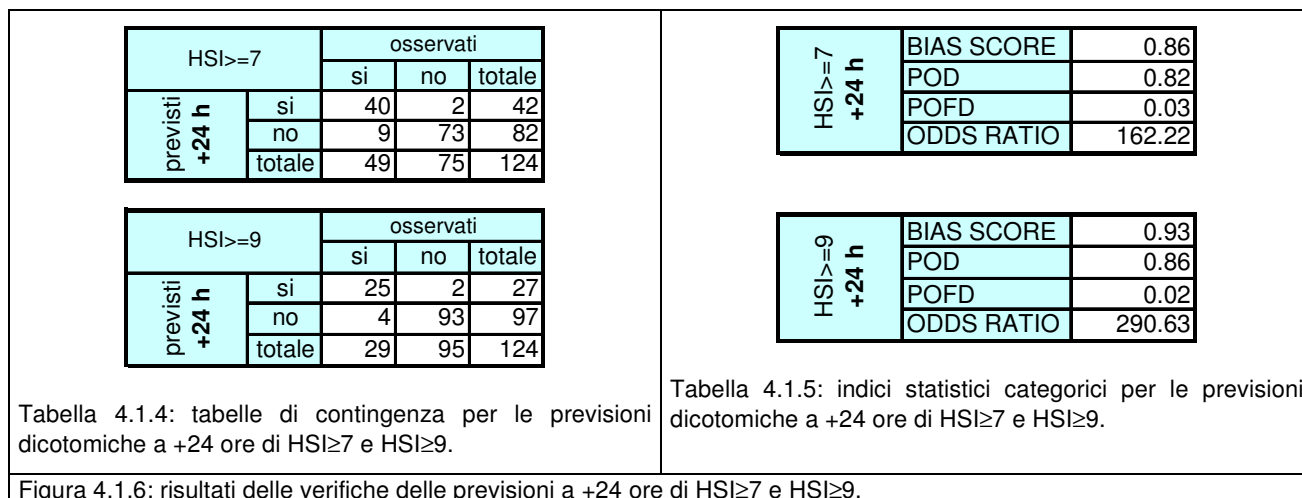 HSI>=7 osservati
si no totale
previsti +24 h si 40 2 42
no 9 73 82
totale 49 75 124
HSI>=9 osservati
si no totale
previsti +24 h si 25 2 27
no 4 93 97
totale 29 95 124
Tabella 4.1.4: tabelle di contingenza per le previsioni
dicotomiche a +24 ore di HSI≥7 e HSI≥9.
HSI>=7 +24 h BIAS SCORE 0.86
POD 0.82
POFD 0.03
ODDS RATIO 162.22
HSI>=9 +24 h BIAS SCORE 0.93
POD 0.86
POFD 0.02
ODDS RATIO 290.63
Tabella 4.1.5: indici statistici categorici per le previsioni
dicotomiche a +24 ore di HSI≥7 e HSI≥9.
Figura 4.1.6: risultati delle verifiche delle previsioni a +24 ore di HSI≥7 e HSI≥9.